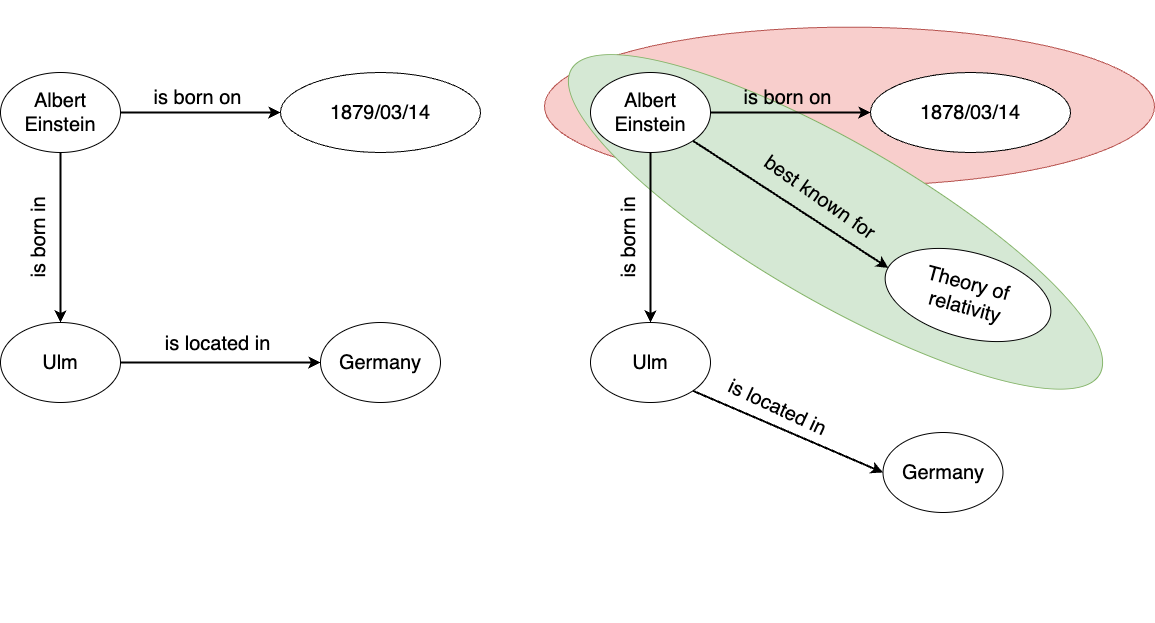 Albert
Einstein
is born on
1879/03/14
is born in
Ulm
is located in
Germany
Albert
Einstein
is born on
1878/03/14
best known for
Theory of
relativity
is born in
Ulm
is located in
Germany